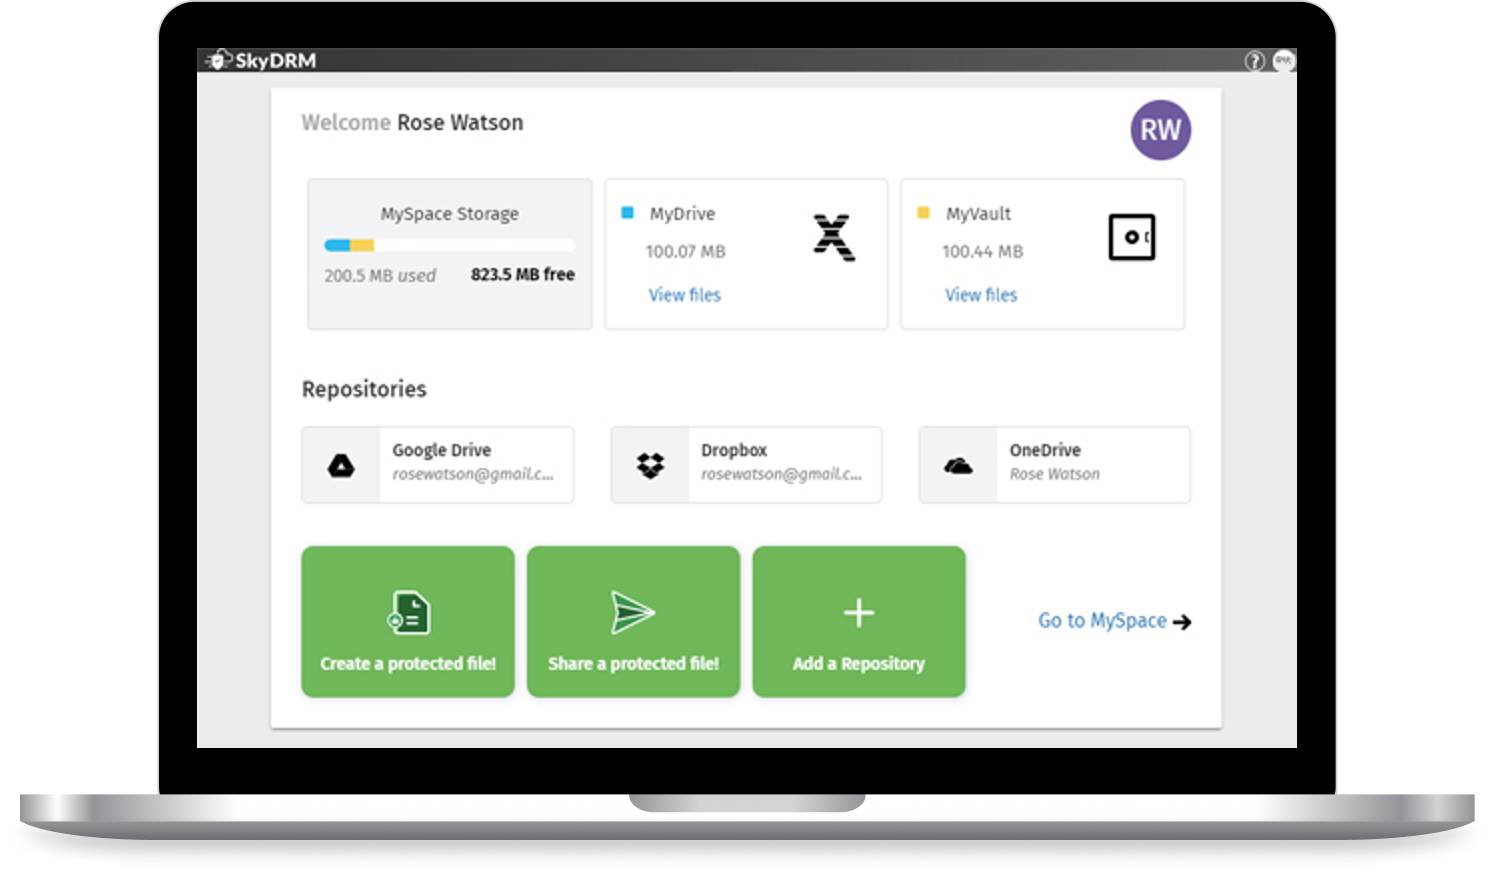 SkyDRM
?
Welcome Rose Watson
RW
MySpace Storage
200.5 MB used 823.5 MB free
MyDrive
100.07 MB
View files
MyVault
100.44 MB
View files
Repositories
Google Drive
rosewatson@gmail.c...
Dropbox
rosewatson@gmail.c...
OneDrive
Rose Watson
Create a protected file!
Share a protected file!
Add a Repository
Go to MySpace